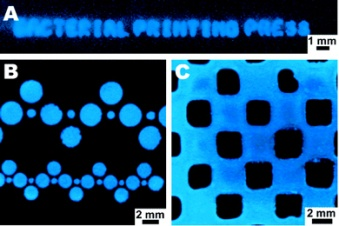 A
BACTERIAL PRINTING PRESS
1 mm
B
C
2 mm
2 mm